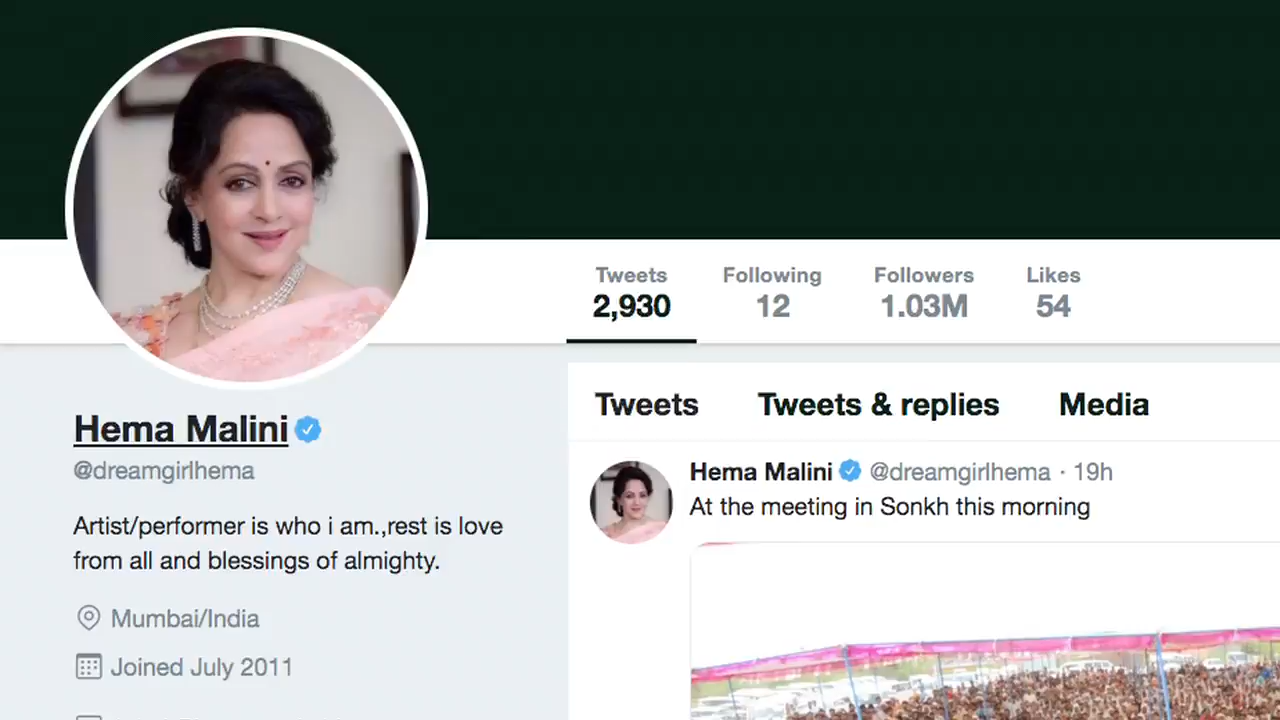 Tweets Following Followers Likes
2,930 12 1.03M 54
Hema Malini
@dreamgirlhema
Artist/performer is who i am.,rest is love
from all and blessings of almighty.
Mumbai/India
Joined July 2011
Tweets Tweets & replies Media
Hema Malini @dreamgirlhema · 19h
At the meeting in Sonkh this morning